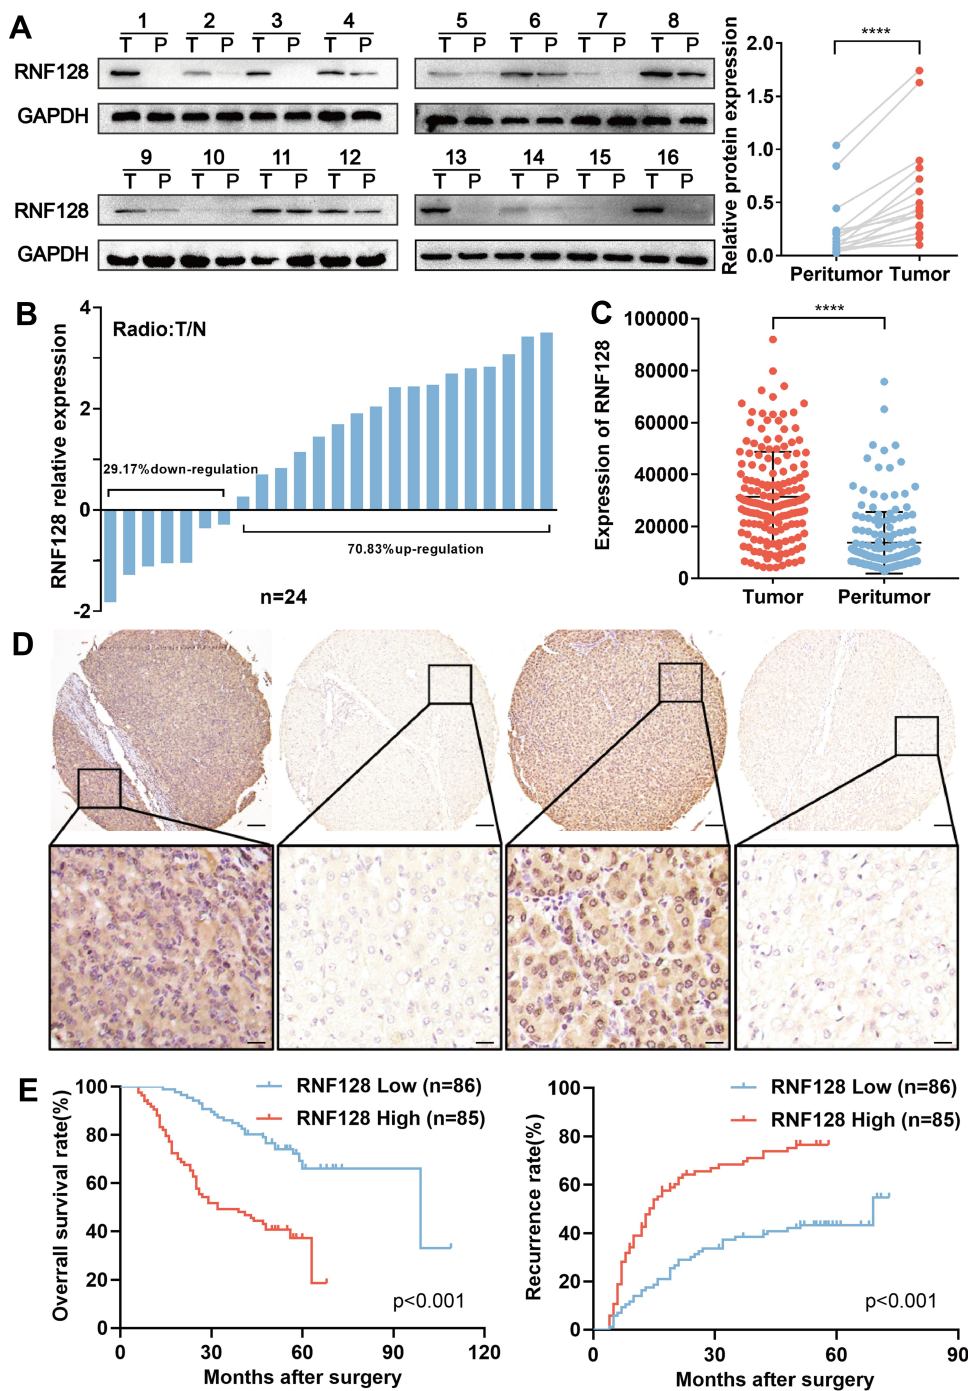 A
1 2 3 4 5 6 7 8
T P T P T P T P T P T P T P T P
RNF128
GAPDH
9 10 11 12 13 14 15 16
T P T P T P T P T P T P T P T P
RNF128
GAPDH
Relative protein expression
2.0
1.5
1.0
0.5
0.0
****
Peritumor Tumor
B
RNF128 relative expression
4
2
0
-2
Radio:T/N
29.17%down-regulation
70.83%up-regulation
n=24
C
Expression of RNF128
100000
80000
60000
40000
20000
0
****
Tumor Peritumor
D
E
Overrall survival rate(%)
100
80
60
40
20
0
RNF128 Low (n=86)
RNF128 High (n=85)
p<0.001
0 30 60 90 120
Months after surgery
Recurrence rate(%)
100
80
60
40
20
0
RNF128 Low (n=86)
RNF128 High (n=85)
p<0.001
0 30 60 90
Months after surgery